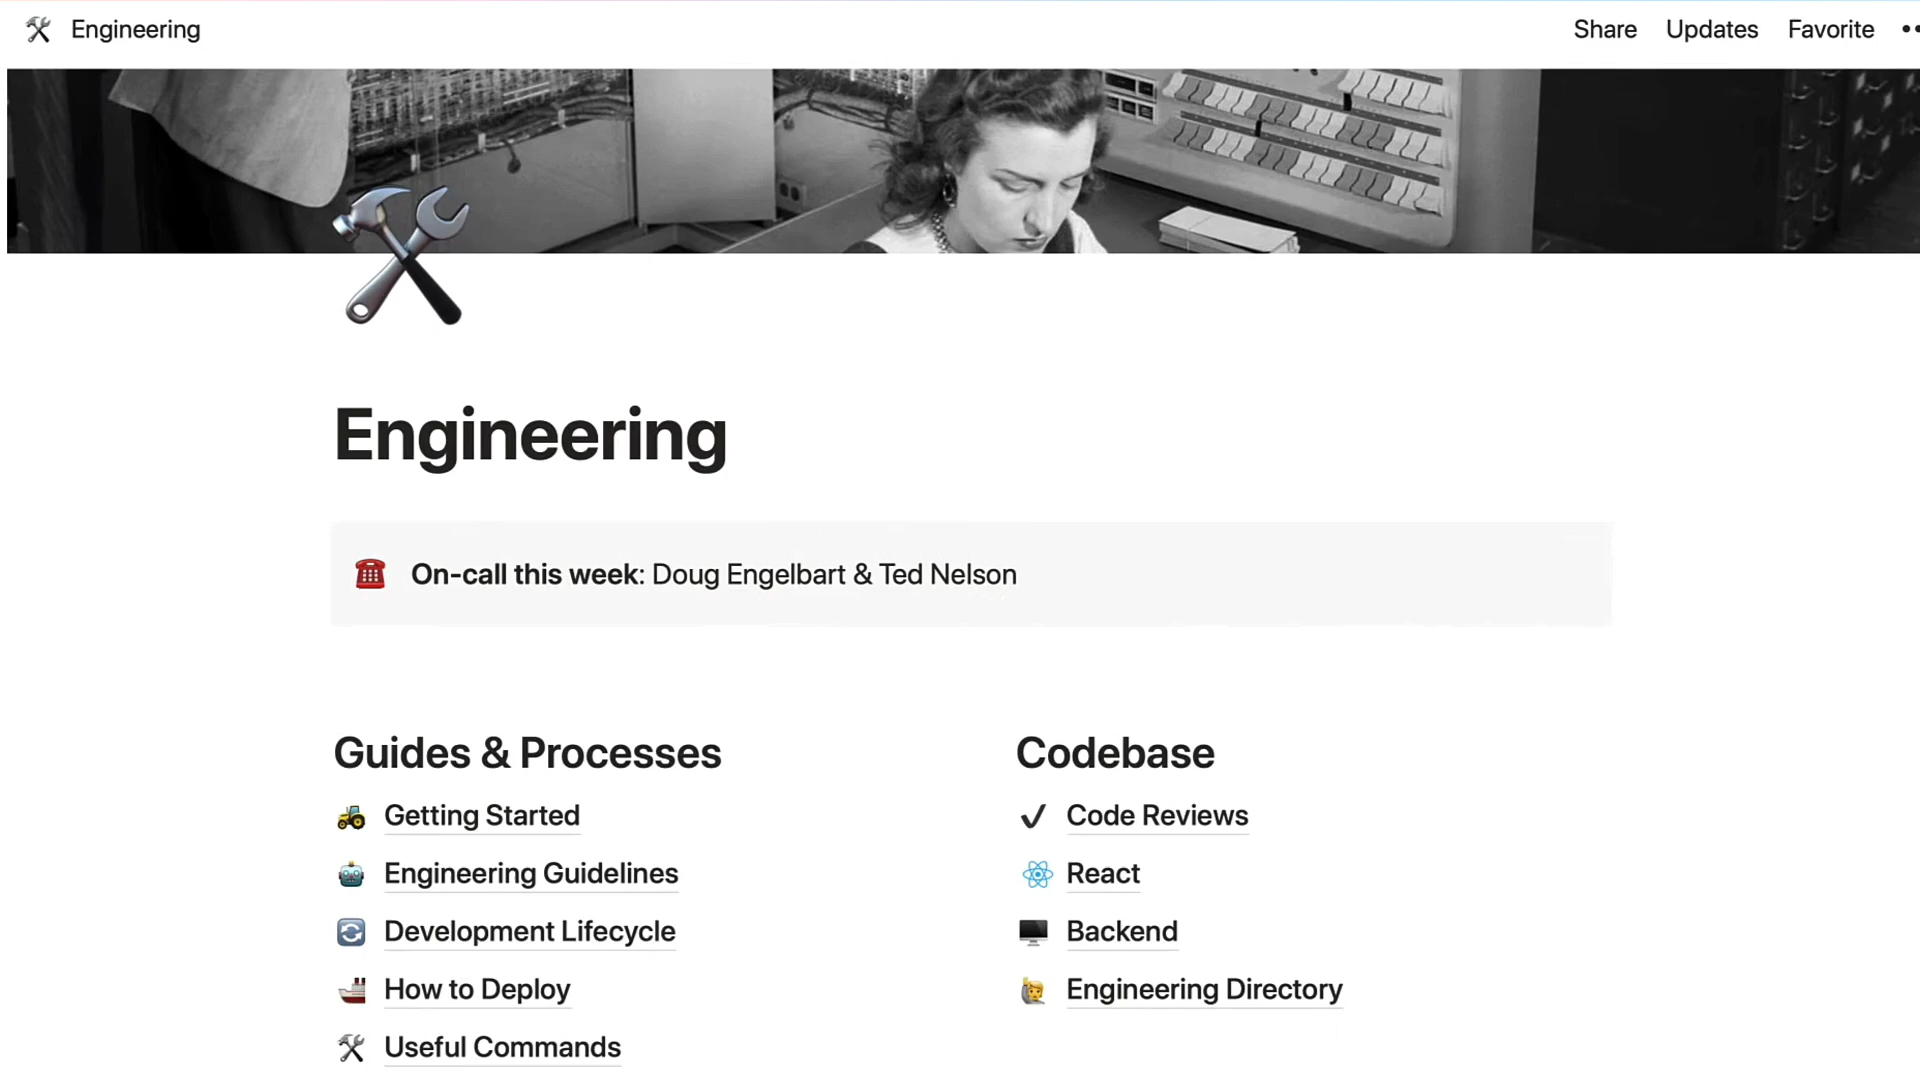 Engineering
Share Updates Favorite
Engineering
On-call this week: Doug Engelbart & Ted Nelson
Guides & Processes
Getting Started
Engineering Guidelines
Development Lifecycle
How to Deploy
Useful Commands
Codebase
Code Reviews
React
Backend
Engineering Directory